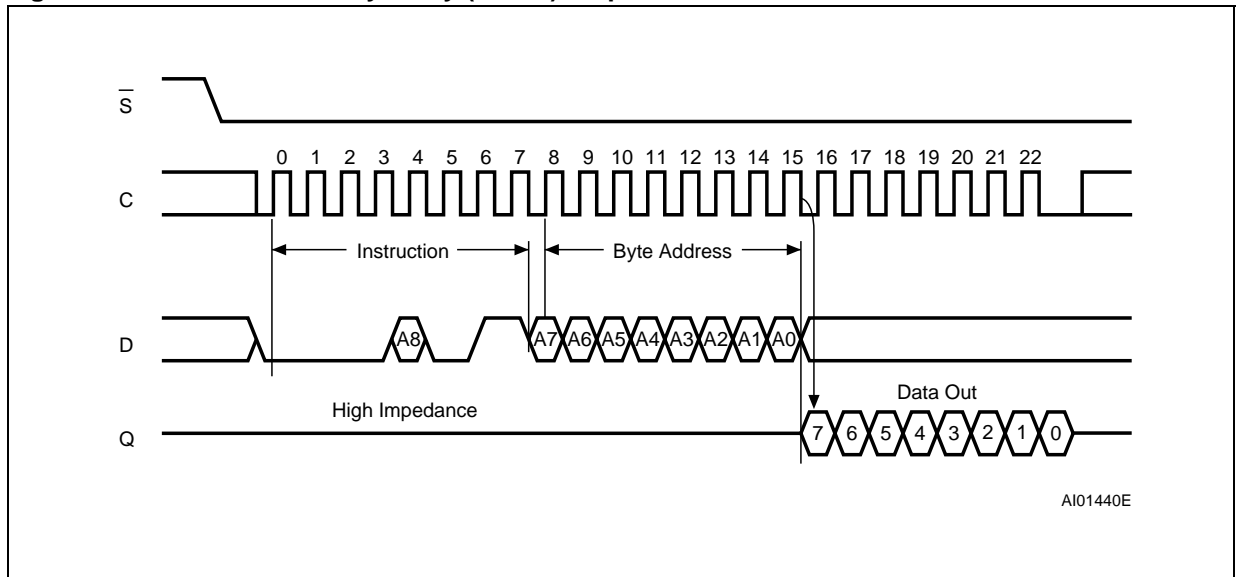 S
0 1 2 3 4 5 6 7 8 9 10 11 12 13 14 15 16 17 18 19 20 21 22
C
Instruction Byte Address
D A8 A7 A6 A5 A4 A3 A2 A1 A0
Data Out
High Impedance
Q 7 6 5 4 3 2 1 0
AI01440E